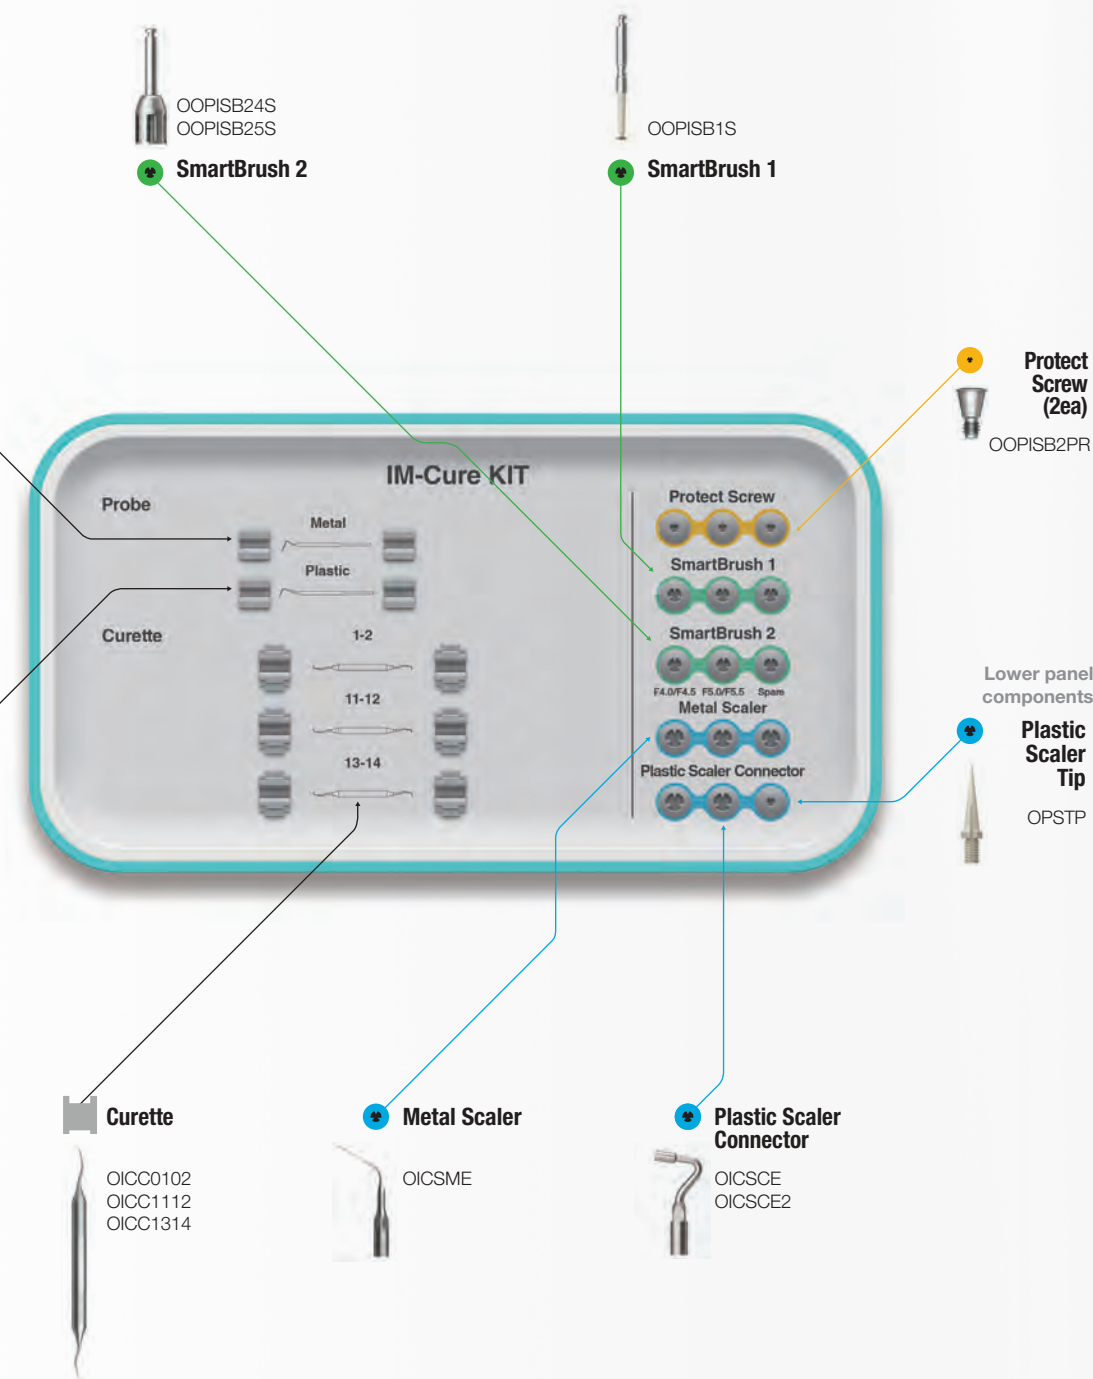 OOPISB24S
OOPISB25S
SmartBrush 2
OOPISB1S
SmartBrush 1
Protect
Screw
(2ea)
OOPISB2PR
IM-Cure KIT
Probe
Metal
Plastic
Curette
1-2
11-12
13-14
Protect Screw
SmartBrush 1
SmartBrush 2
F4.0/F4.5 F5.0/F5.5 Spare
Metal Scaler
Plastic Scaler Connector
Lower panel
components
Plastic
Scaler
Tip
OPSTP
Curette
OICC0102
OICC1112
OICC1314
Metal Scaler
OICSME
Plastic Scaler
Connector
OICSCE
OICSCE2